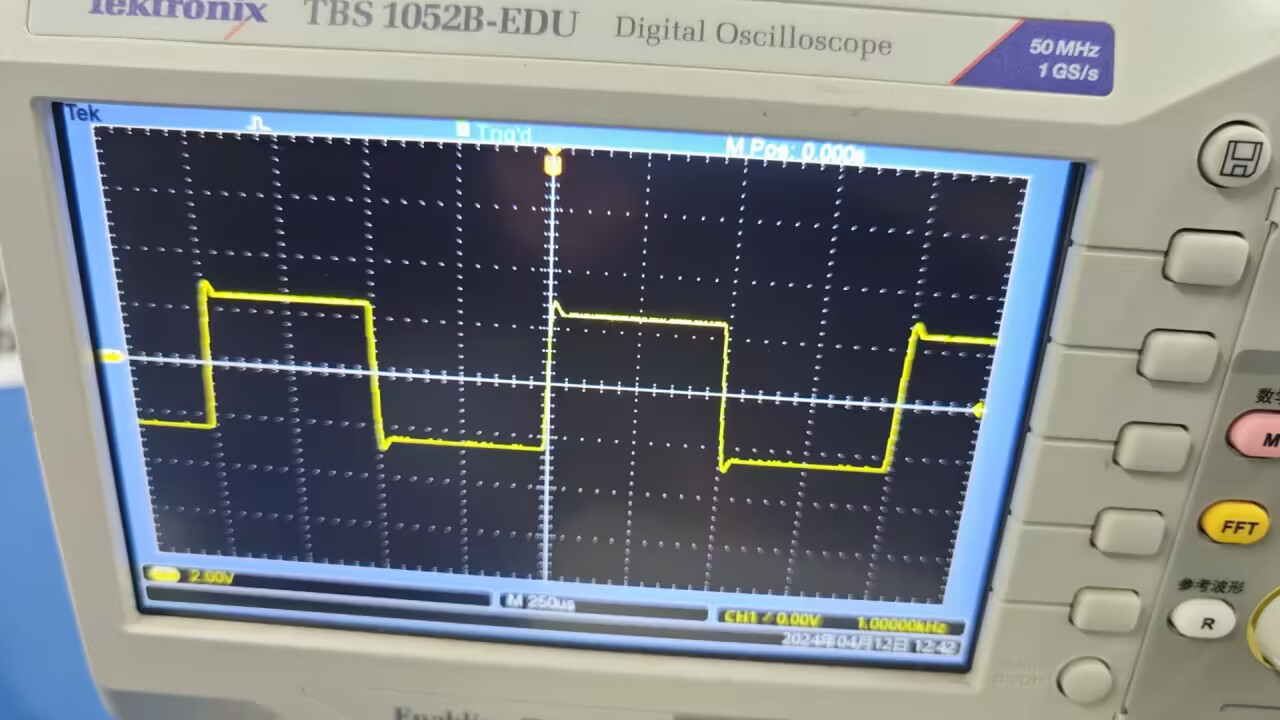 Tektronix TBS 1052B-EDU Digital Oscilloscope
50 MHz
1 GS/s
Tek Trig'd M Pos: 0.000s
2.00V
M 250us
CH1 / 0.00V 1.00000kHz
2024年04月12日 12:42
数学
M
FFT
参考波形
R